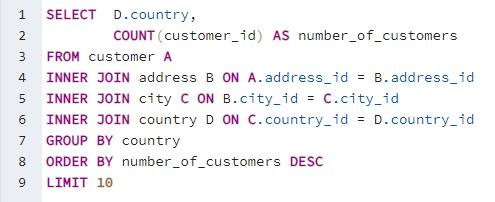 1 SELECT D.country,
2 COUNT(customer_id) AS number_of_customers
3 FROM customer A
4 INNER JOIN address B ON A.address_id = B.address_id
5 INNER JOIN city C ON B.city_id = C.city_id
6 INNER JOIN country D ON C.country_id = D.country_id
7 GROUP BY country
8 ORDER BY number_of_customers DESC
9 LIMIT 10